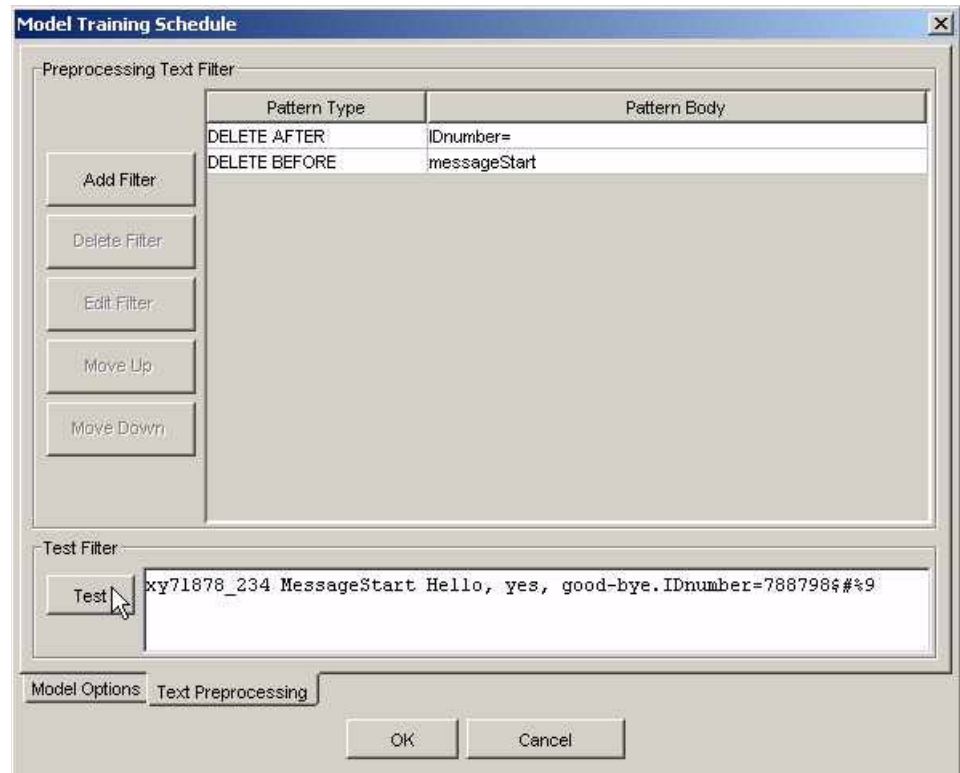 Model Training Schedule
Preprocessing Text Filter
Pattern Type Pattern Body
DELETE AFTER IDnumber=
DELETE BEFORE messageStart
Add Filter
Delete Filter
Edit Filter
Move Up
Move Down
Test Filter
Test
xy71878_234 MessageStart Hello, yes, good-bye.IDnumber=788798$#%9
Model Options Text Preprocessing
OK Cancel